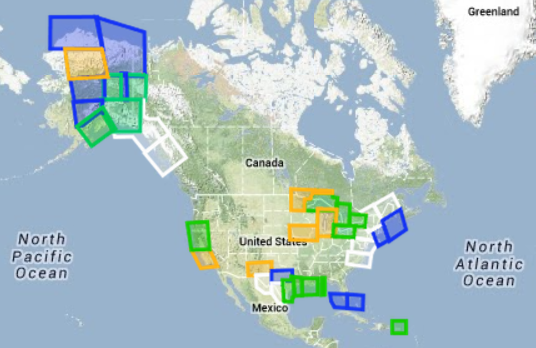 Greenland
Canada
North
Pacific
Ocean
United States
North
Atlantic
Ocean
Mexico